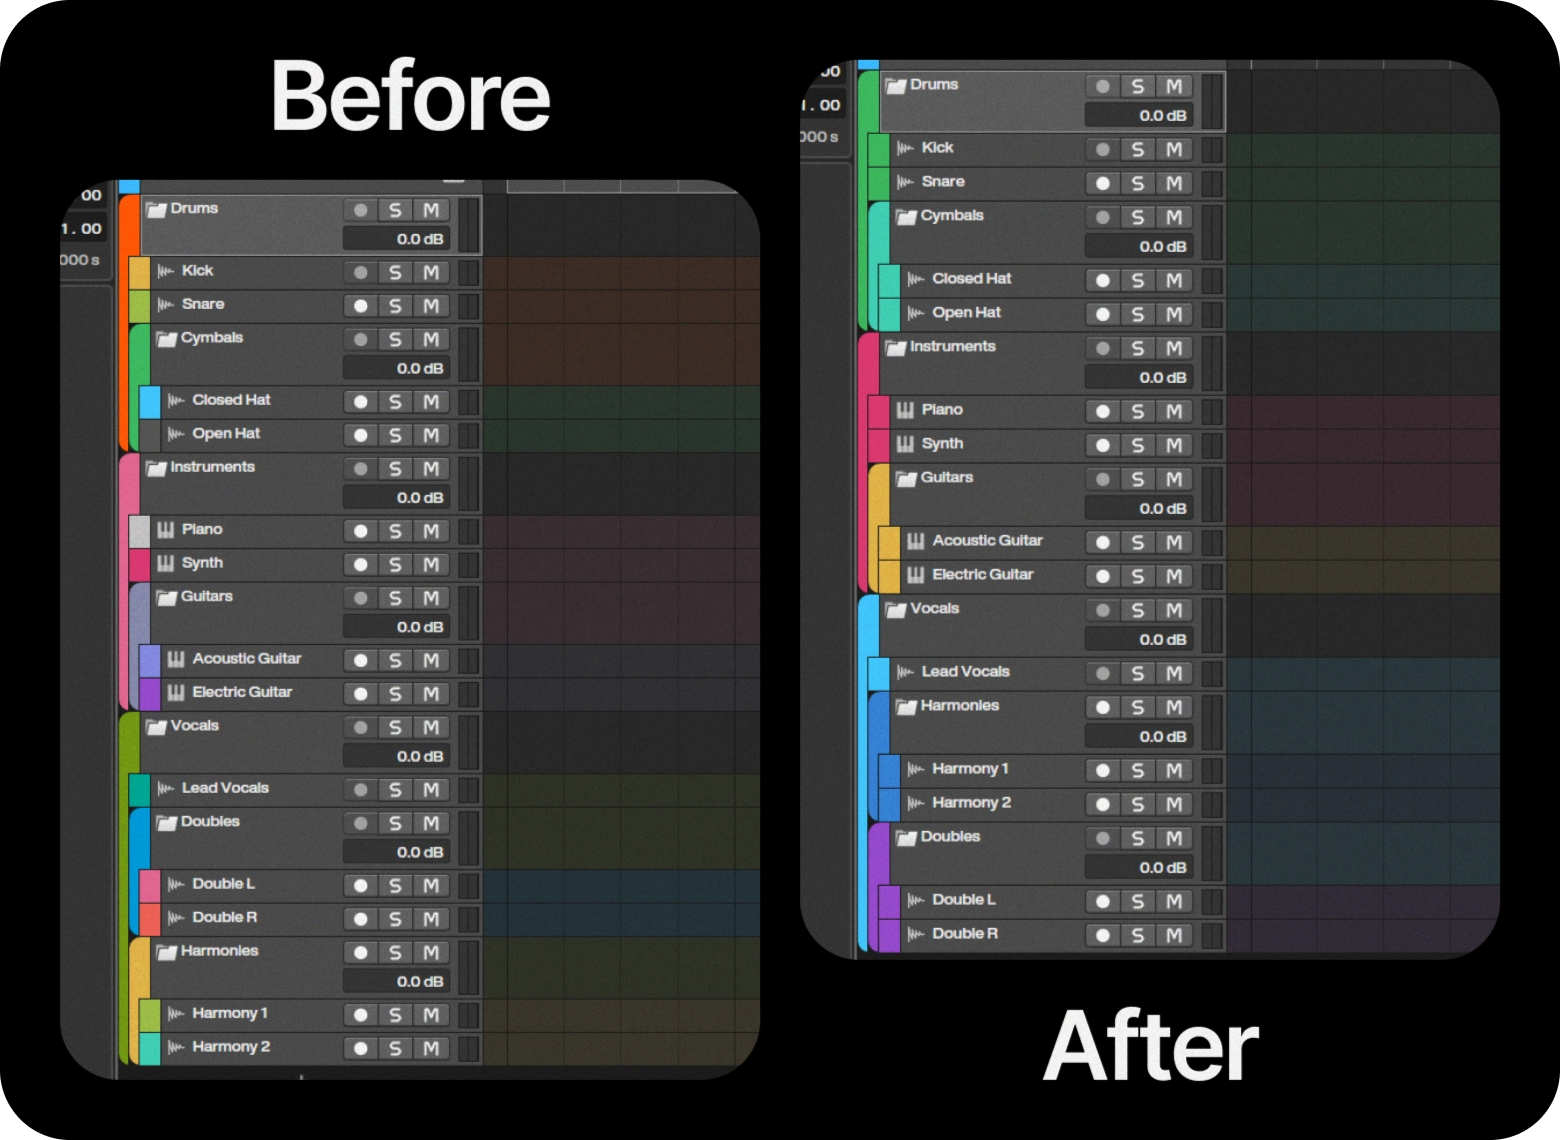 Before
00
1. 00
000 s
Drums S M
0.0 dB
Kick S M
Snare S M
Cymbals S M
0.0 dB
Closed Hat S M
Open Hat S M
Instruments S M
0.0 dB
Piano S M
Synth S M
Guitars S M
0.0 dB
Acoustic Guitar S M
Electric Guitar S M
Vocals S M
0.0 dB
Lead Vocals S M
Doubles S M
0.0 dB
Double L S M
Double R S M
Harmonies S M
0.0 dB
Harmony 1 S M
Harmony 2 S M
00
1. 00
000 s
Drums S M
0.0 dB
Kick S M
Snare S M
Cymbals S M
0.0 dB
Closed Hat S M
Open Hat S M
Instruments S M
0.0 dB
Piano S M
Synth S M
Guitars S M
0.0 dB
Acoustic Guitar S M
Electric Guitar S M
Vocals S M
0.0 dB
Lead Vocals S M
Harmonies S M
0.0 dB
Harmony 1 S M
Harmony 2 S M
Doubles S M
0.0 dB
Double L S M
Double R S M
After